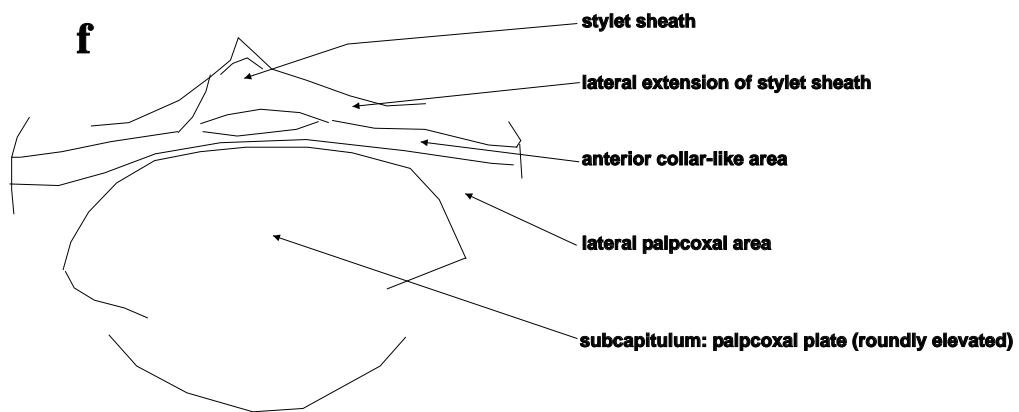 f
stylet sheath
lateral extension of stylet sheath
anterior collar-like area
lateral palpcoxal area
subcapitulum: palpcoxal plate (roundly elevated)